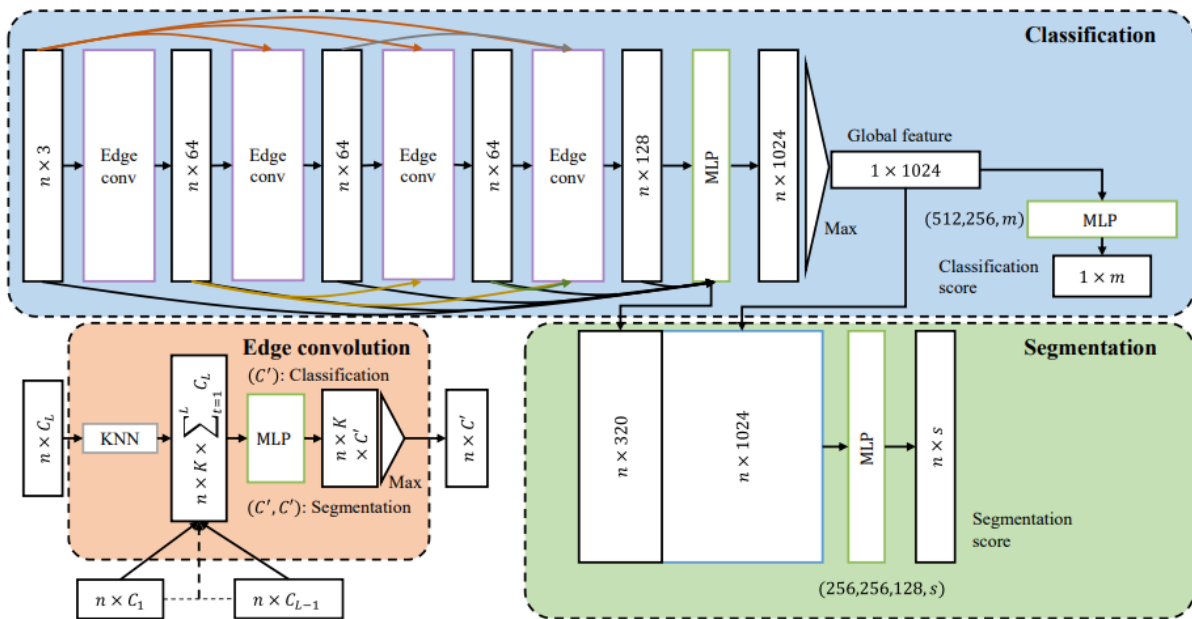 Classification
n × 3
Edge
conv
n × 64
Edge
conv
n × 64
Edge
conv
n × 64
Edge
conv
n × 128
MLP
n × 1024
Max
Global feature
1 × 1024
(512,256, m)
MLP
Classification
score
1 × m
Edge convolution
n × C_L
KNN
n × K × ∑_{t=1}^{L} C_L
(C′): Classification
MLP
(C′, C′): Segmentation
n × K
× C′
Max
n × C′
n × C_1
n × C_{L−1}
Segmentation
n × 320
n × 1024
MLP
n × s
Segmentation
score
(256,256,128, s)